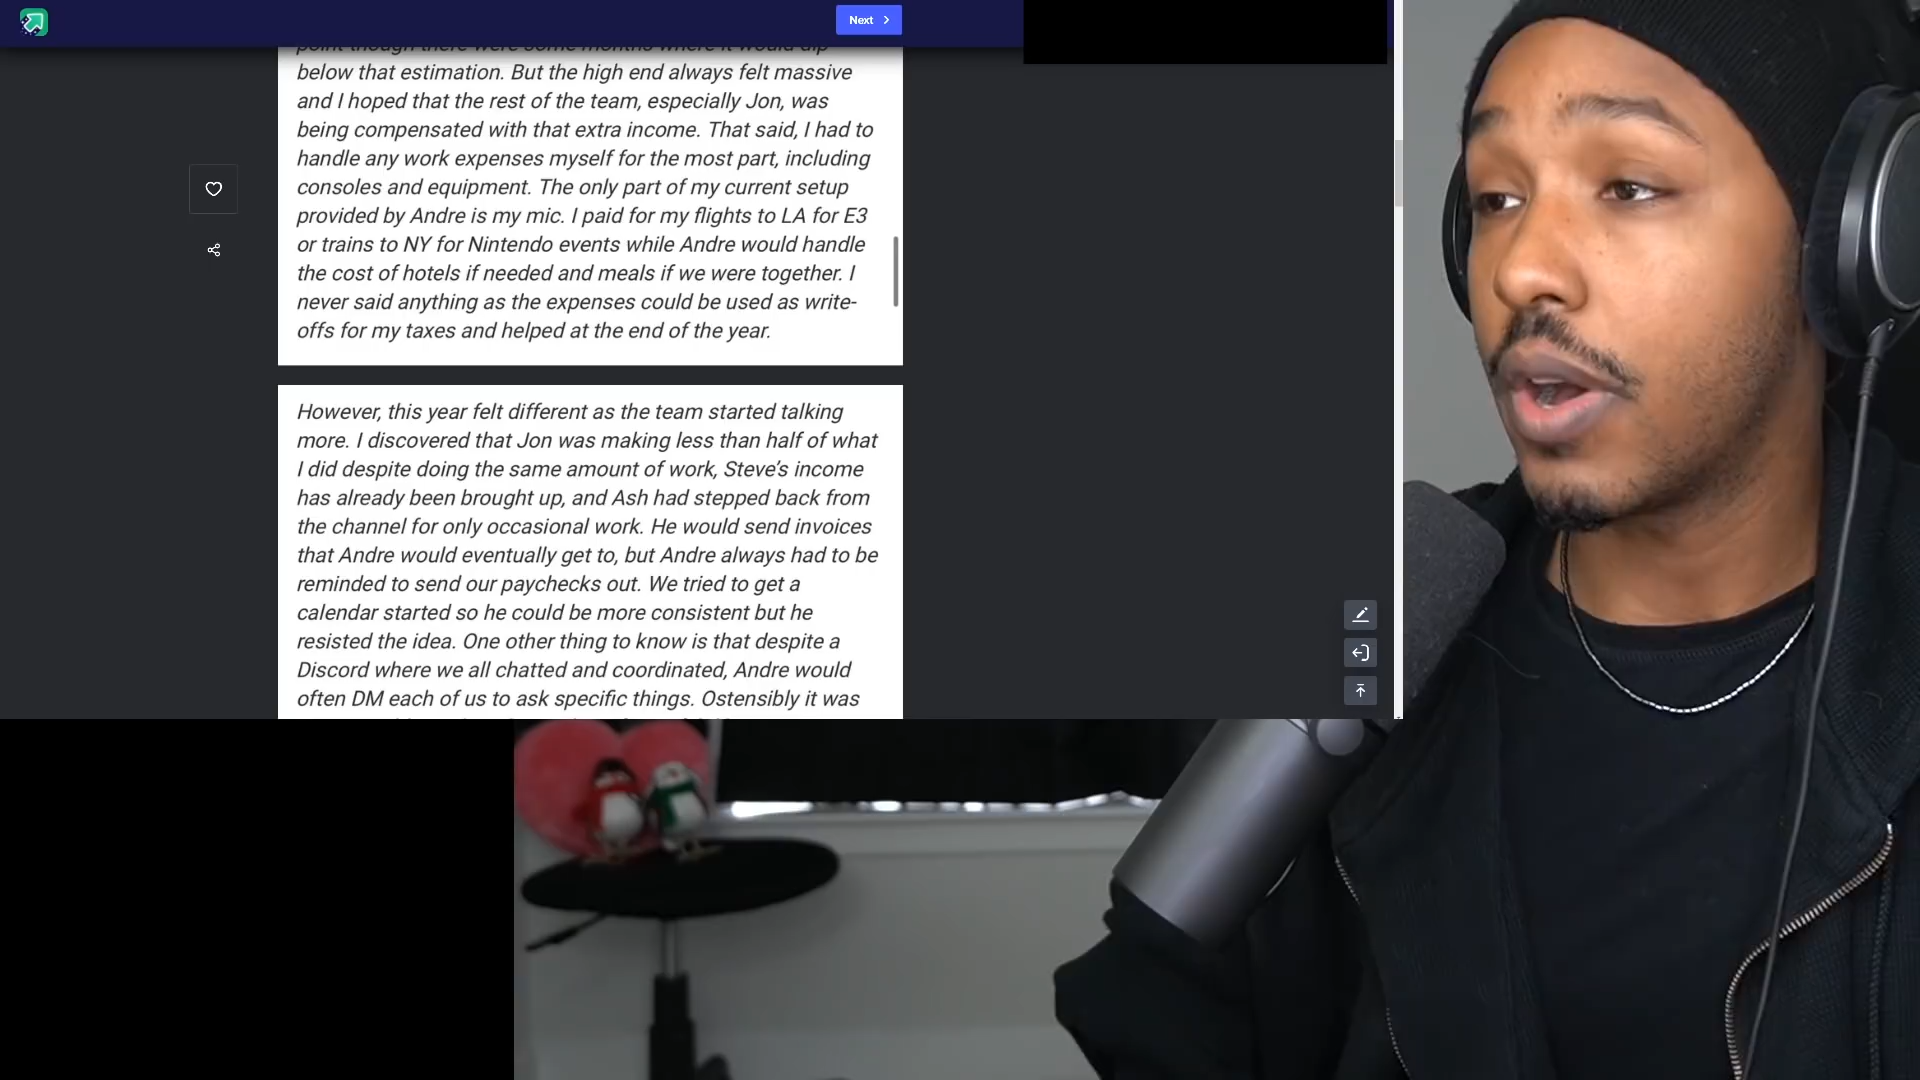 Next
point though there were some months where it would dip
below that estimation. But the high end always felt massive
and I hoped that the rest of the team, especially Jon, was
being compensated with that extra income. That said, I had to
handle any work expenses myself for the most part, including
consoles and equipment. The only part of my current setup
provided by Andre is my mic. I paid for my flights to LA for E3
or trains to NY for Nintendo events while Andre would handle
the cost of hotels if needed and meals if we were together. I
never said anything as the expenses could be used as write-
offs for my taxes and helped at the end of the year.
However, this year felt different as the team started talking
more. I discovered that Jon was making less than half of what
I did despite doing the same amount of work, Steve’s income
has already been brought up, and Ash had stepped back from
the channel for only occasional work. He would send invoices
that Andre would eventually get to, but Andre always had to be
reminded to send our paychecks out. We tried to get a
calendar started so he could be more consistent but he
resisted the idea. One other thing to know is that despite a
Discord where we all chatted and coordinated, Andre would
often DM each of us to ask specific things. Ostensibly it was